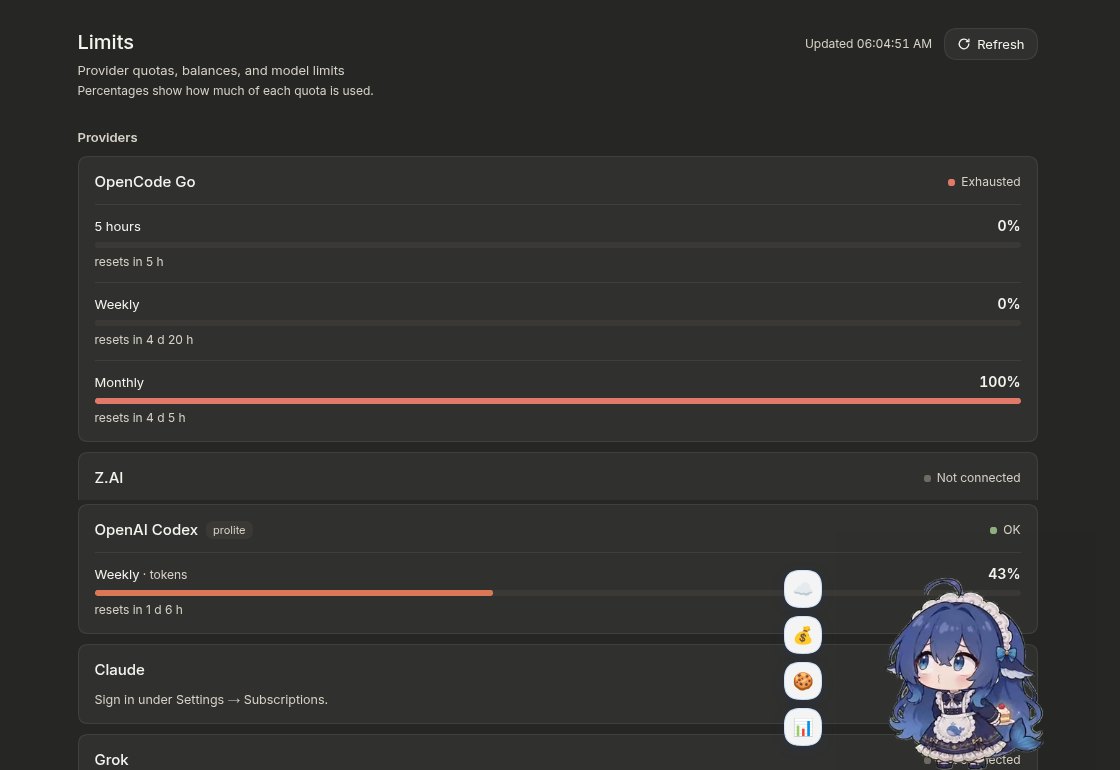 Limits
Updated 06:04:51 AM
Refresh
Provider quotas, balances, and model limits
Percentages show how much of each quota is used.
Providers
OpenCode Go
Exhausted
5 hours
0%
resets in 5 h
Weekly
0%
resets in 4 d 20 h
Monthly
100%
resets in 4 d 5 h
Z.AI
Not connected
OpenAI Codex prolite
OK
Weekly · tokens
43%
resets in 1 d 6 h
Claude
Sign in under Settings → Subscriptions.
Grok